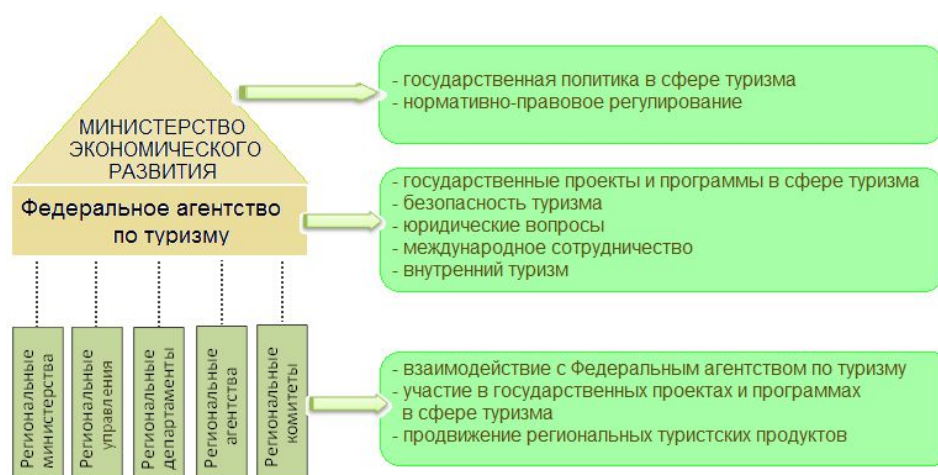 МИНИСТЕРСТВО
ЭКОНОМИЧЕСКОГО
РАЗВИТИЯ
- государственная политика в сфере туризма
- нормативно-правовое регулирование
Федеральное агентство
по туризму
- государственные проекты и программы в сфере туризма
- безопасность туризма
- юридические вопросы
- международное сотрудничество
- внутренний туризм
Региональные
министерства
Региональные
управления
Региональные
департаменты
Региональные
агентства
Региональные
комитеты
- взаимодействие с Федеральным агентством по туризму
- участие в государственных проектах и программах
в сфере туризма
- продвижение региональных туристских продуктов